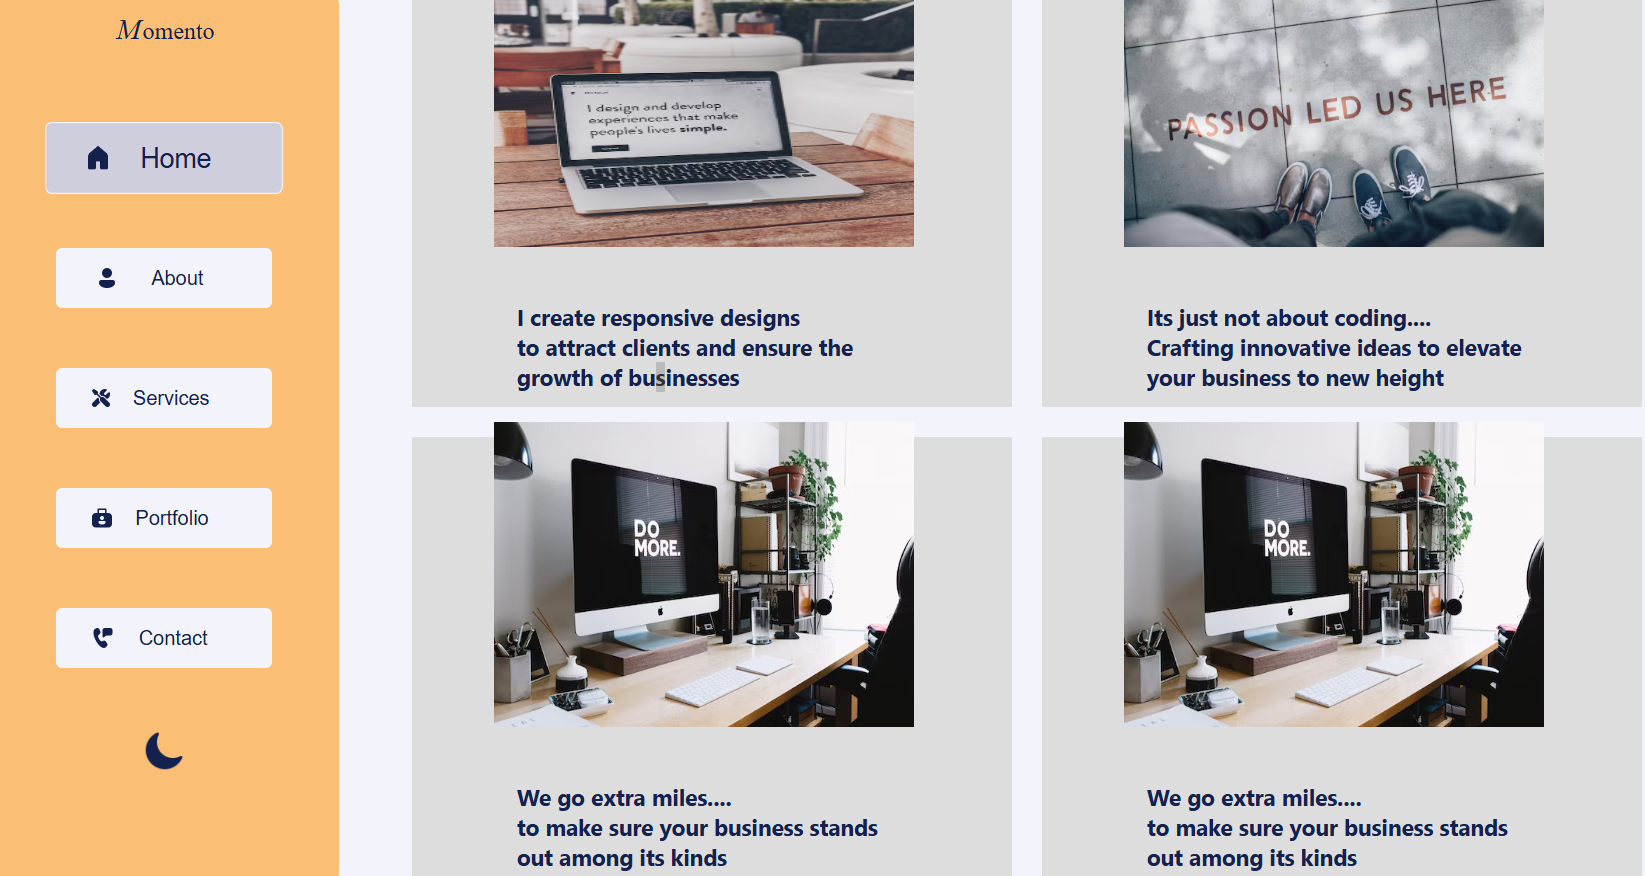 Momento
Home
About
Services
Portfolio
Contact
I design and develop
experiences that make
people's lives simple.
I create responsive designs
to attract clients and ensure the
growth of businesses
PASSION LED US HERE
Its just not about coding....
Crafting innovative ideas to elevate
your business to new height
DO
MORE.
We go extra miles....
to make sure your business stands
out among its kinds
DO
MORE.
We go extra miles....
to make sure your business stands
out among its kinds